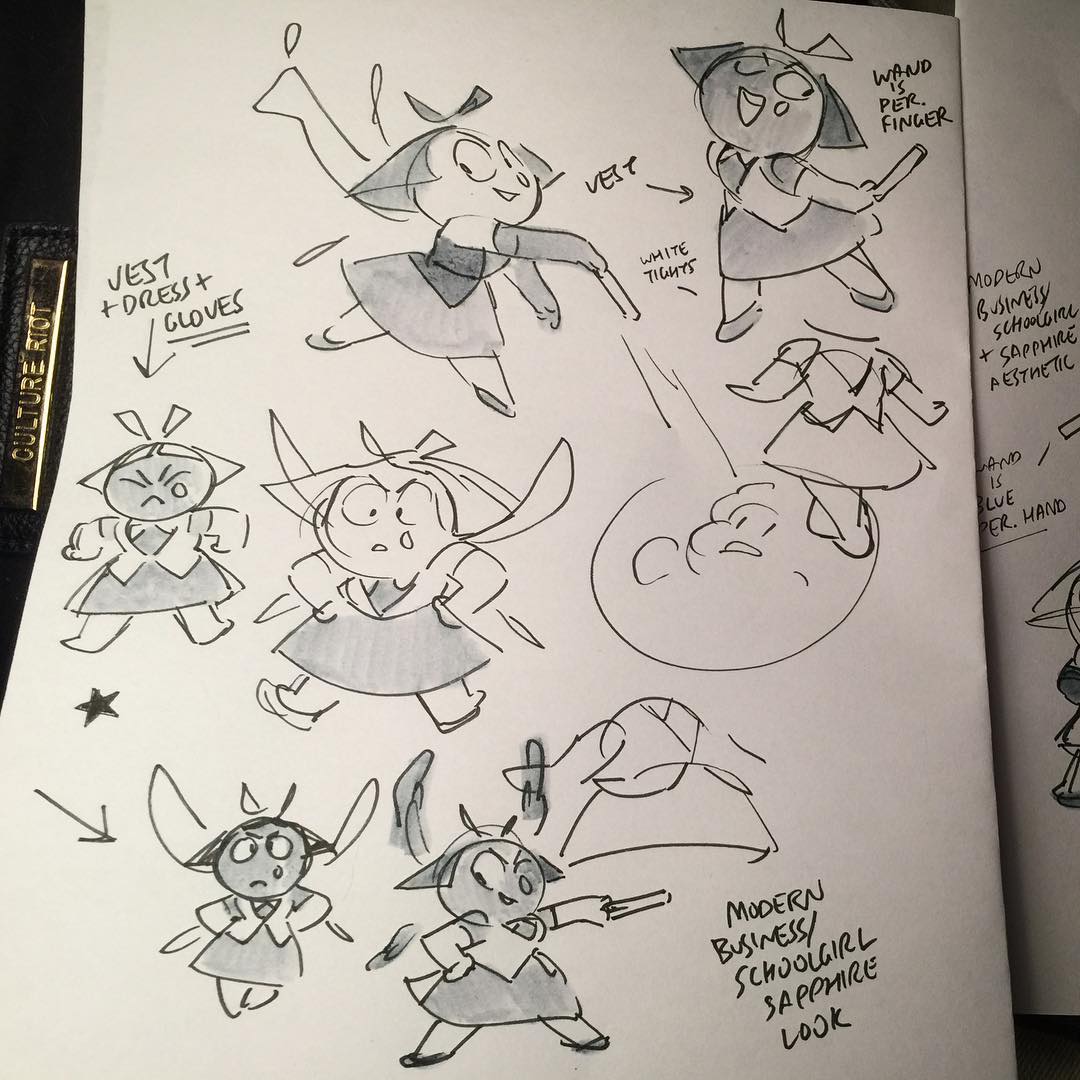 WAND
IS
PER.
FINGER
VEST
WHITE
TIGHTS
VEST
+ DRESS +
GLOVES
CULTURE RIOT
MODERN
BUSINESS/
SCHOOLGIRL
+ SAPPHIRE
AESTHETIC
WAND
IS
BLUE
PER. HAND
MODERN
BUSINESS/
SCHOOLGIRL
SAPPHIRE
LOOK